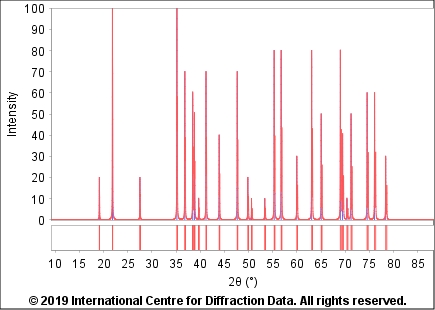 100
90
80
70
60
50
40
30
20
10
0
Intensity
10 15 20 25 30 35 40 45 50 55 60 65 70 75 80 85
2θ (°)
© 2019 International Centre for Diffraction Data. All rights reserved.